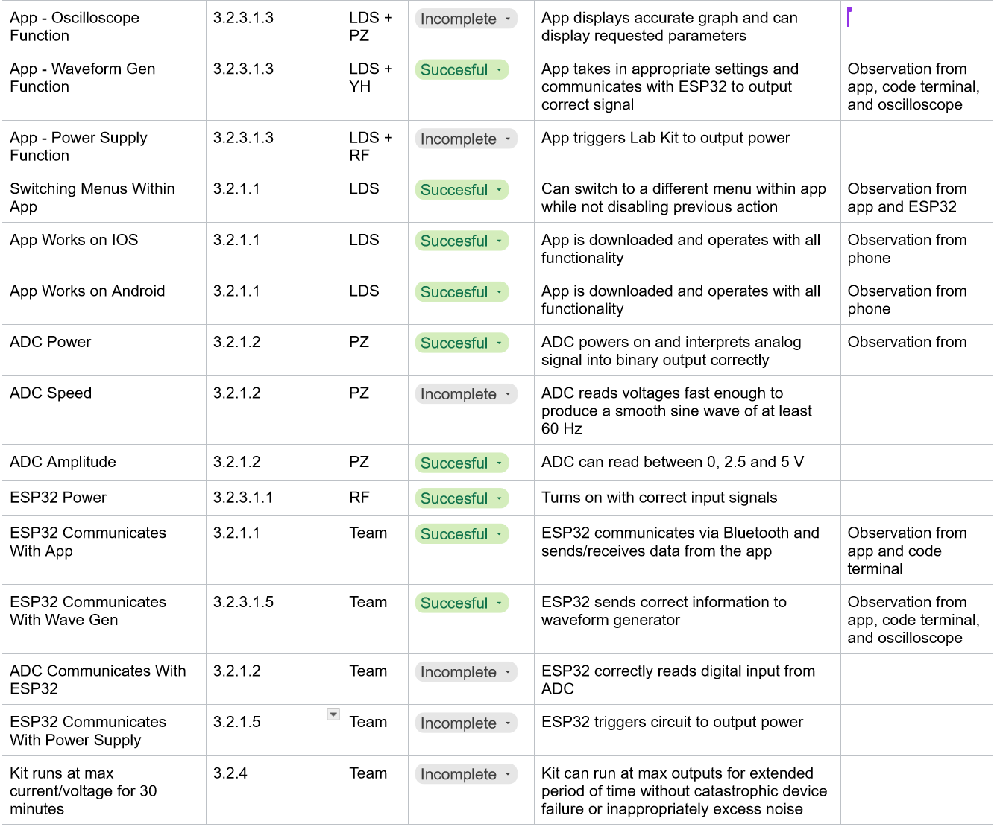 App - Oscilloscope Function	3.2.3.1.3	LDS + PZ	Incomplete	App displays accurate graph and can display requested parameters
App - Waveform Gen Function	3.2.3.1.3	LDS + YH	Succesful	App takes in appropriate settings and communicates with ESP32 to output correct signal	Observation from app, code terminal, and oscilloscope
App - Power Supply Function	3.2.3.1.3	LDS + RF	Incomplete	App triggers Lab Kit to output power
Switching Menus Within App	3.2.1.1	LDS	Succesful	Can switch to a different menu within app while not disabling previous action	Observation from app and ESP32
App Works on IOS	3.2.1.1	LDS	Succesful	App is downloaded and operates with all functionality	Observation from phone
App Works on Android	3.2.1.1	LDS	Succesful	App is downloaded and operates with all functionality	Observation from phone
ADC Power	3.2.1.2	PZ	Succesful	ADC powers on and interprets analog signal into binary output correctly	Observation from
ADC Speed	3.2.1.2	PZ	Incomplete	ADC reads voltages fast enough to produce a smooth sine wave of at least 60 Hz
ADC Amplitude	3.2.1.2	PZ	Succesful	ADC can read between 0, 2.5 and 5 V
ESP32 Power	3.2.3.1.1	RF	Succesful	Turns on with correct input signals
ESP32 Communicates With App	3.2.1.1	Team	Succesful	ESP32 communicates via Bluetooth and sends/receives data from the app	Observation from app and code terminal
ESP32 Communicates With Wave Gen	3.2.3.1.5	Team	Succesful	ESP32 sends correct information to waveform generator	Observation from app, code terminal, and oscilloscope
ADC Communicates With ESP32	3.2.1.2	Team	Incomplete	ESP32 correctly reads digital input from ADC
ESP32 Communicates With Power Supply	3.2.1.5	Team	Incomplete	ESP32 triggers circuit to output power
Kit runs at max current/voltage for 30 minutes	3.2.4	Team	Incomplete	Kit can run at max outputs for extended period of time without catastrophic device failure or inappropriately excess noise